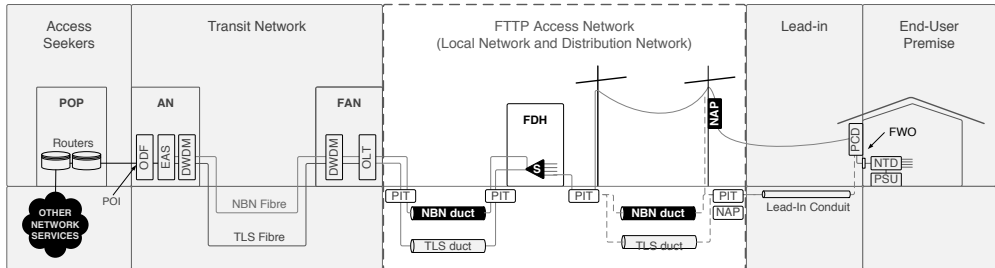 Access
Seekers
Transit Network
FTTP Access Network
(Local Network and Distribution Network)
Lead-in
End-User
Premise
POP
AN
FAN
FDH
NAP
Routers
ODF
EAS
DWDM
DWDM
OLT
S
PCD
FWO
NTD
PSU
POI
OTHER
NETWORK
SERVICES
NBN Fibre
TLS Fibre
PIT
PIT
PIT
PIT
NAP
NBN duct
TLS duct
NBN duct
TLS duct
Lead-In Conduit